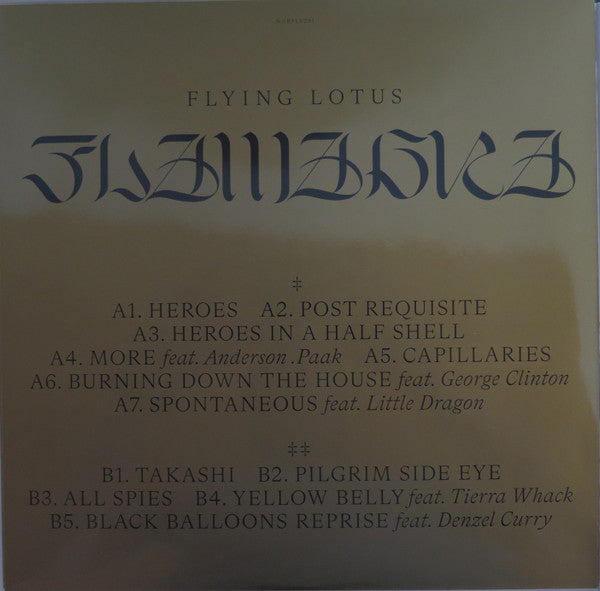 FLYING LOTUS
FLAMAGRA
‡
A1. HEROES A2. POST REQUISITE
A3. HEROES IN A HALF SHELL
A4. MORE feat. Anderson .Paak A5. CAPILLARIES
A6. BURNING DOWN THE HOUSE feat. George Clinton
A7. SPONTANEOUS feat. Little Dragon
‡‡
B1. TAKASHI B2. PILGRIM SIDE EYE
B3. ALL SPIES B4. YELLOW BELLY feat. Tierra Whack
B5. BLACK BALLOONS REPRISE feat. Denzel Curry